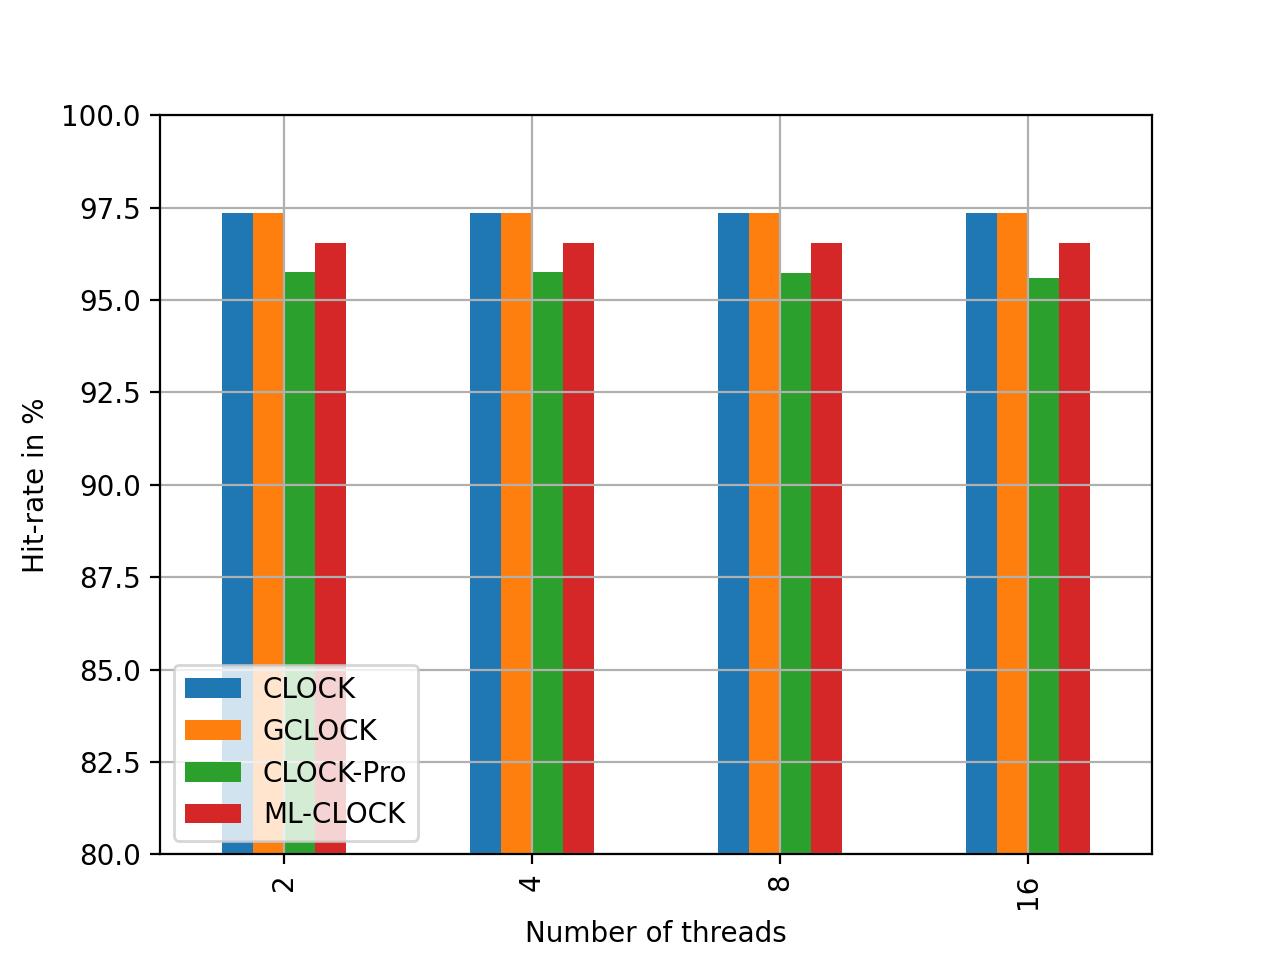 100.0
97.5
95.0
92.5
90.0
87.5
85.0
82.5
80.0
Hit-rate in %
CLOCK
GCLOCK
CLOCK-Pro
ML-CLOCK
2 4 8 16
Number of threads